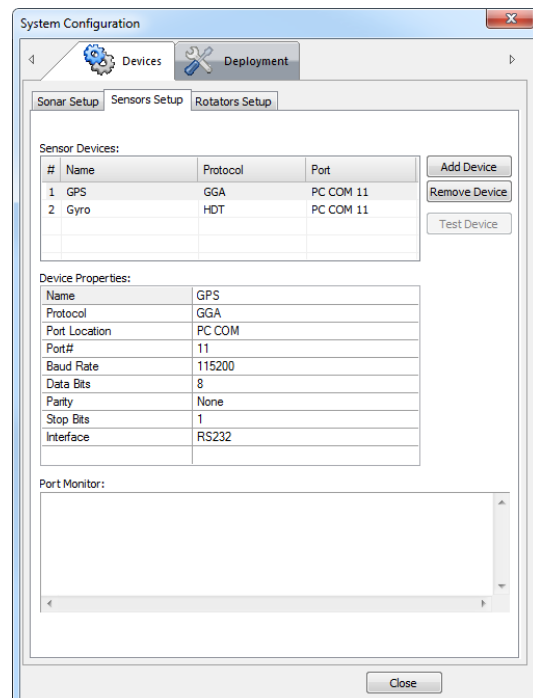 System Configuration
Devices Deployment
Sonar Setup Sensors Setup Rotators Setup
Sensor Devices:
# Name Protocol Port Add Device
1 GPS GGA PC COM 11 Remove Device
2 Gyro HDT PC COM 11
Test Device
Device Properties:
Name GPS
Protocol GGA
Port Location PC COM
Port# 11
Baud Rate 115200
Data Bits 8
Parity None
Stop Bits 1
Interface RS232
Port Monitor:
Close